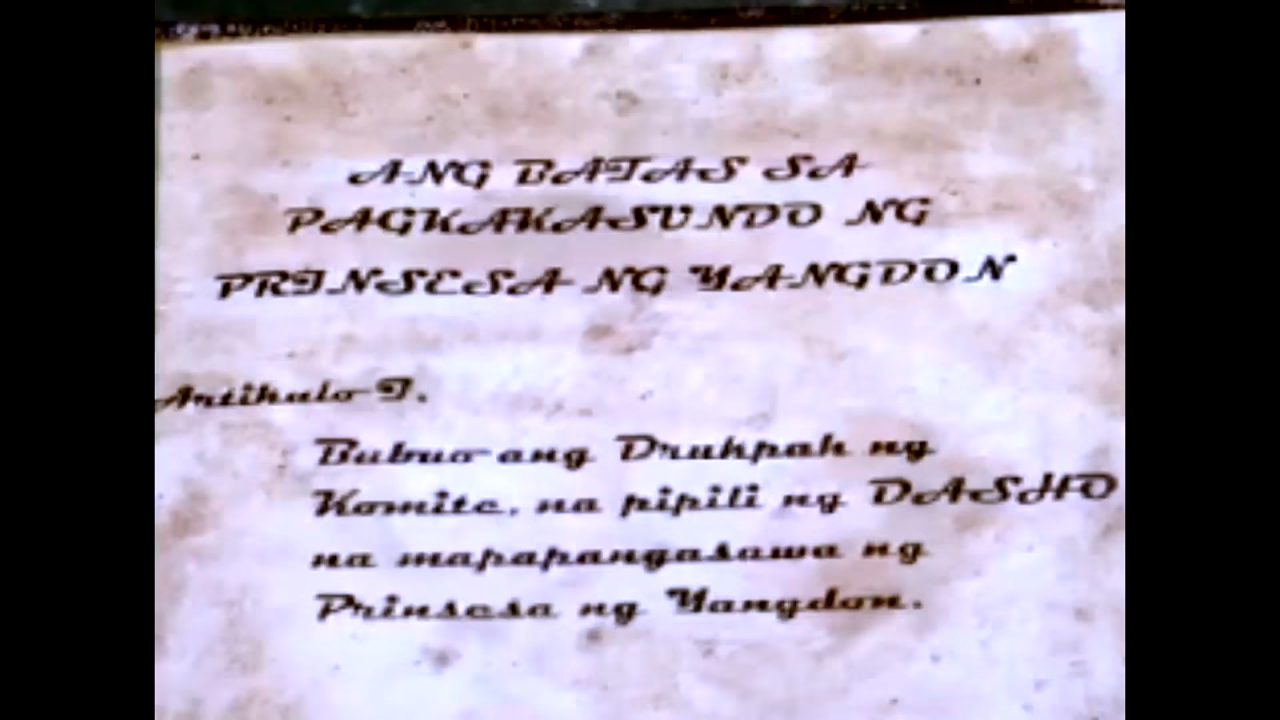 ANG BATAS SA
PAGKAKASUNDO NG
PRINSESA NG YANGDON
Artikulo I.
Bubuo ang Drukpah ng
Komite, na pipili ng DASHO
na mapapangasawa ng
Prinsesa ng Yangdon.